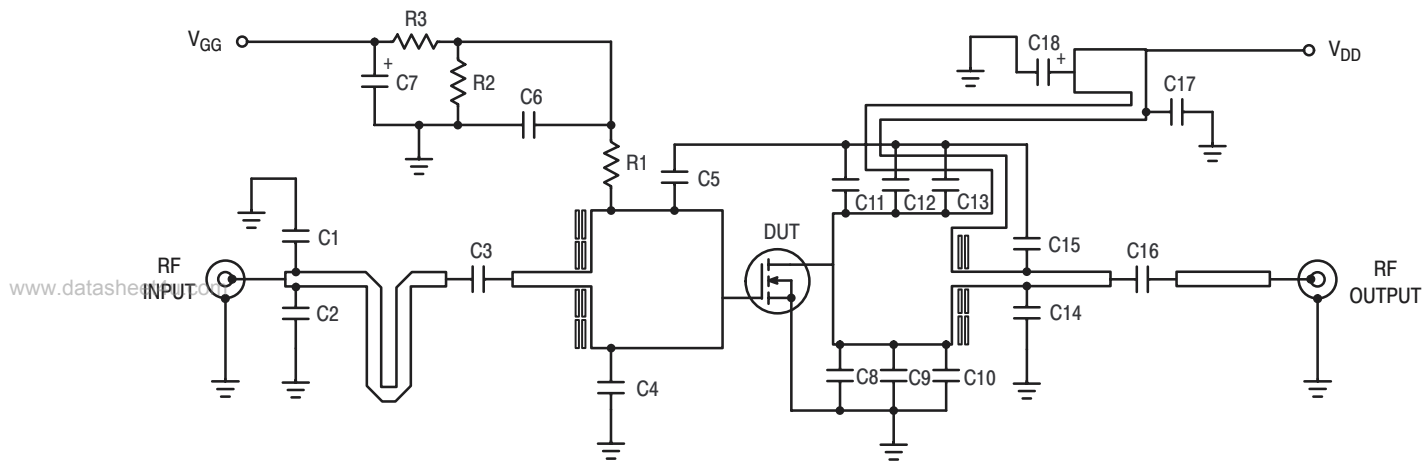 R3
C18
+
VGG
VDD
+
C7
R2
C6
C17
R1
C5
C11
C12
C13
DUT
C1
C3
C15
C16
RF
INPUT
RF
OUTPUT
C2
C14
C4
C8
C9
C10